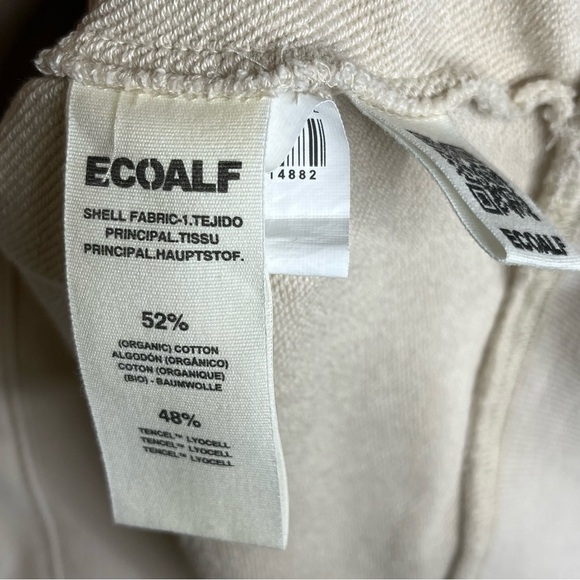 ECOALF
SHELL FABRIC-1.TEJIDO
PRINCIPAL.TISSU
PRINCIPAL.HAUPTSTOF.
52%
(ORGANIC) COTTON
ALGODÓN (ORGÁNICO)
COTON (ORGANIQUE)
(BIO) - BAUMWOLLE
48%
TENCEL™ LYOCELL
TENCEL™ LYOCELL
TENCEL™ LYOCELL
14882
ECOALF